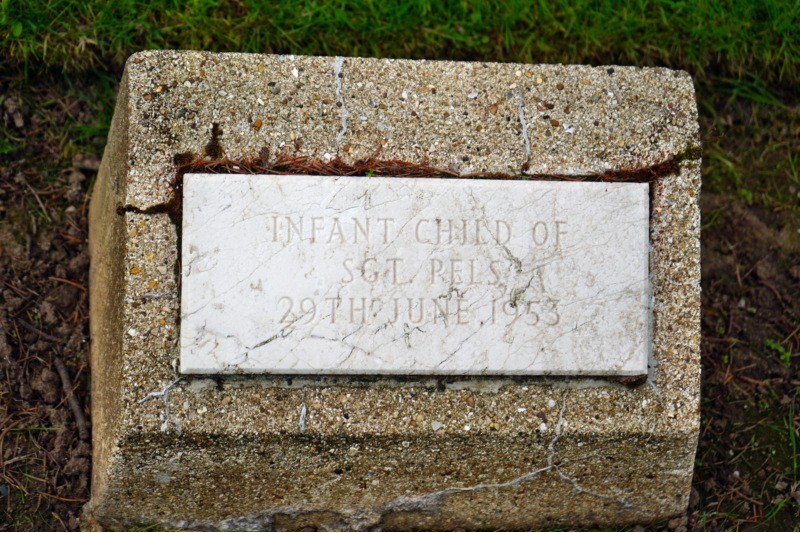 INFANT CHILD OF
SGT. PELS.
29TH JUNE 1953